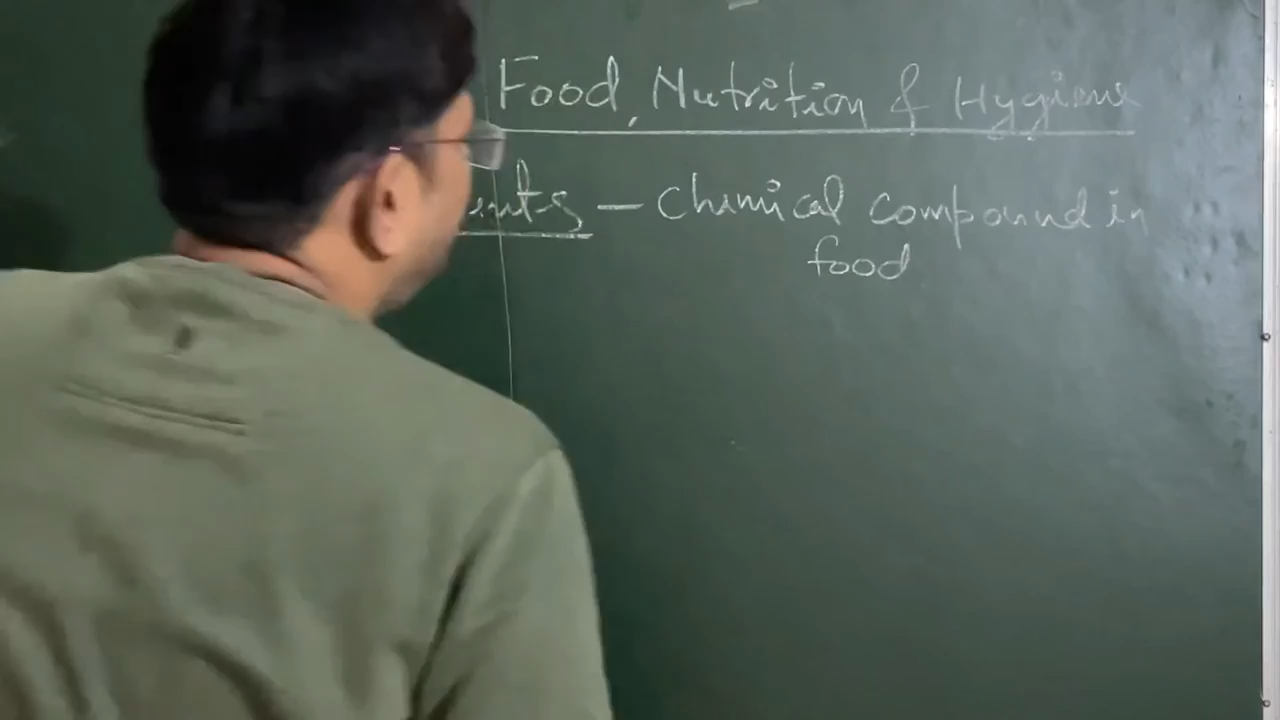 Food, Nutrition & Hygiene
— Chemical compound in
food